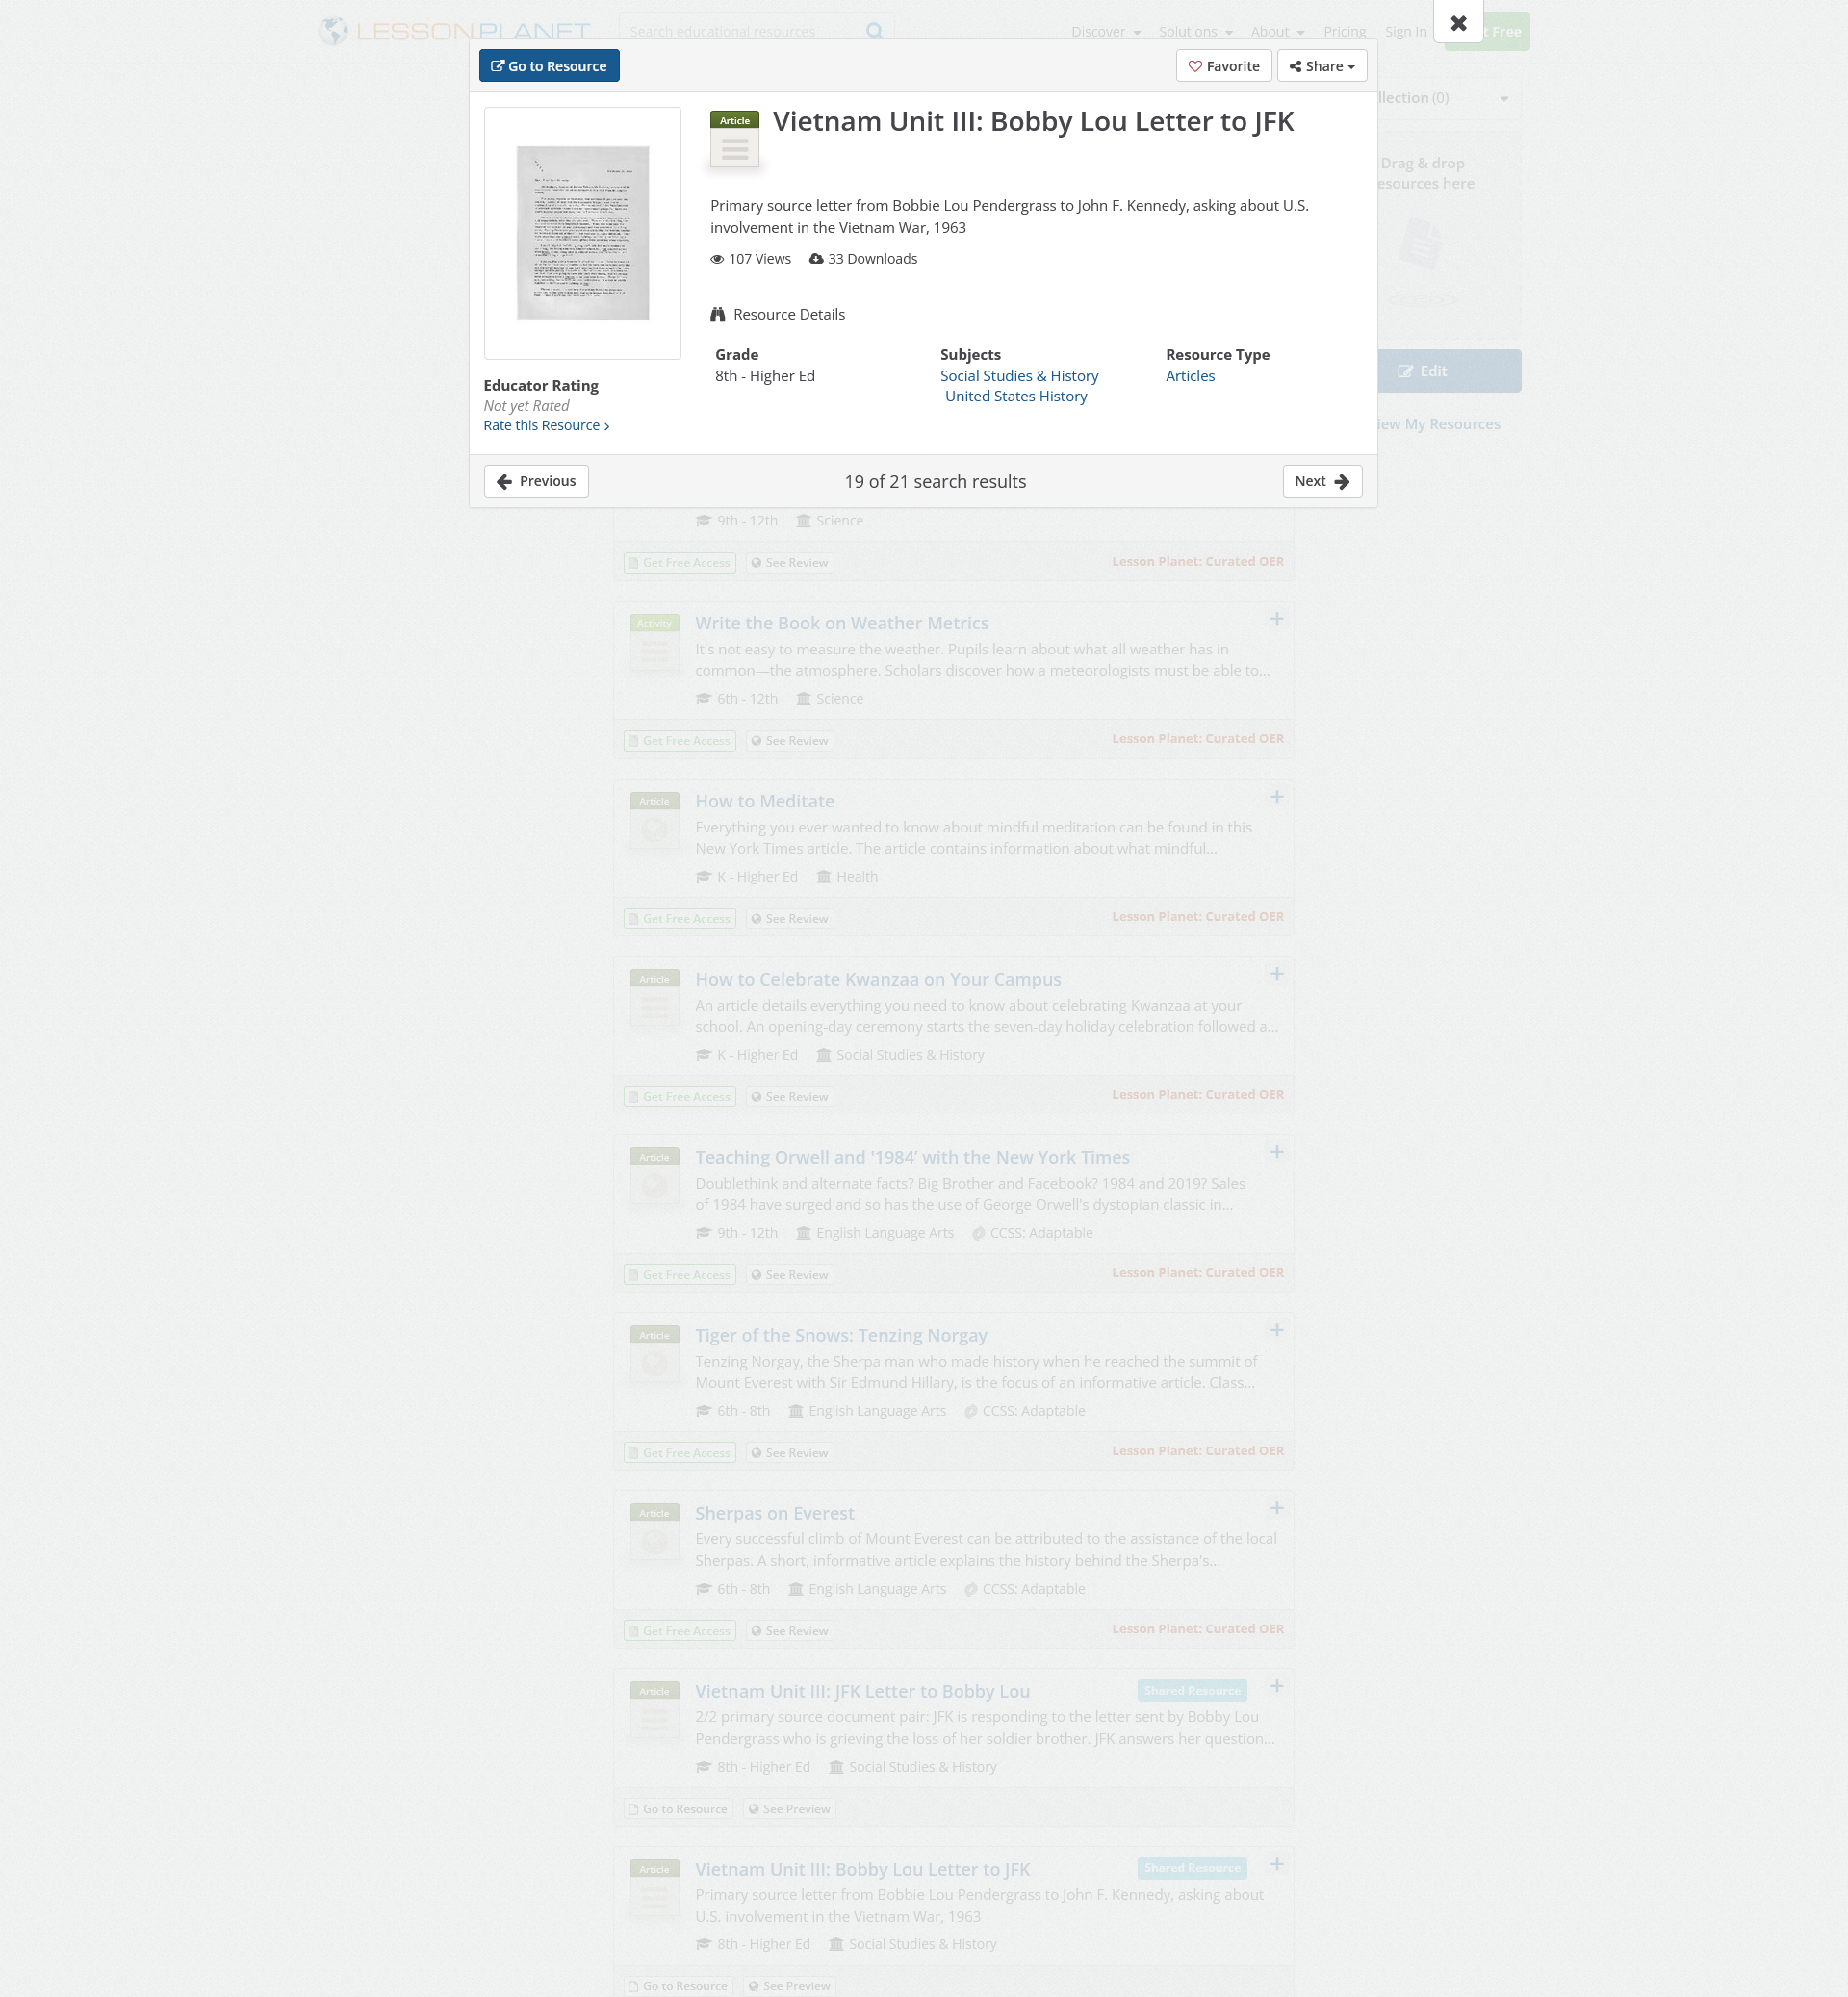 LESSONPLANET
Search educational resources
Discover
Solutions
About
Pricing
Sign In
Free
Go to Resource
Favorite
Share
Article
Vietnam Unit III: Bobby Lou Letter to JFK
Primary source letter from Bobbie Lou Pendergrass to John F. Kennedy, asking about U.S.
involvement in the Vietnam War, 1963
107 Views 33 Downloads
Resource Details
Grade
8th - Higher Ed
Subjects
Social Studies & History
United States History
Resource Type
Articles
Educator Rating
Not yet Rated
Rate this Resource
Previous
19 of 21 search results
Next
(0)
Drag & drop
here
Edit
My Resources
9th - 12th Science
Get Free Access See Review Lesson Planet: Curated OER
Activity
Write the Book on Weather Metrics
It's not easy to measure the weather. Pupils learn about what all weather has in
common—the atmosphere. Scholars discover how a meteorologists must be able to...
6th - 12th Science
Get Free Access See Review Lesson Planet: Curated OER
Article
How to Meditate
Everything you ever wanted to know about mindful meditation can be found in this
New York Times article. The article contains information about what mindful...
K - Higher Ed Health
Get Free Access See Review Lesson Planet: Curated OER
Article
How to Celebrate Kwanzaa on Your Campus
An article details everything you need to know about celebrating Kwanzaa at your
school. An opening-day ceremony starts the seven-day holiday celebration followed a...
K - Higher Ed Social Studies & History
Get Free Access See Review Lesson Planet: Curated OER
Article
Teaching Orwell and '1984’ with the New York Times
Doublethink and alternate facts? Big Brother and Facebook? 1984 and 2019? Sales
of 1984 have surged and so has the use of George Orwell's dystopian classic in...
9th - 12th English Language Arts CCSS: Adaptable
Get Free Access See Review Lesson Planet: Curated OER
Article
Tiger of the Snows: Tenzing Norgay
Tenzing Norgay, the Sherpa man who made history when he reached the summit of
Mount Everest with Sir Edmund Hillary, is the focus of an informative article. Class...
6th - 8th English Language Arts CCSS: Adaptable
Get Free Access See Review Lesson Planet: Curated OER
Article
Sherpas on Everest
Every successful climb of Mount Everest can be attributed to the assistance of the local
Sherpas. A short, informative article explains the history behind the Sherpa's...
6th - 8th English Language Arts CCSS: Adaptable
Get Free Access See Review Lesson Planet: Curated OER
Article
Vietnam Unit III: JFK Letter to Bobby Lou Shared Resource
2/2 primary source document pair: JFK is responding to the letter sent by Bobby Lou
Pendergrass who is grieving the loss of her soldier brother. JFK answers her question...
8th - Higher Ed Social Studies & History
Go to Resource See Preview
Article
Vietnam Unit III: Bobby Lou Letter to JFK Shared Resource
Primary source letter from Bobbie Lou Pendergrass to John F. Kennedy, asking about
U.S. involvement in the Vietnam War, 1963
8th - Higher Ed Social Studies & History
Go to Resource See Preview